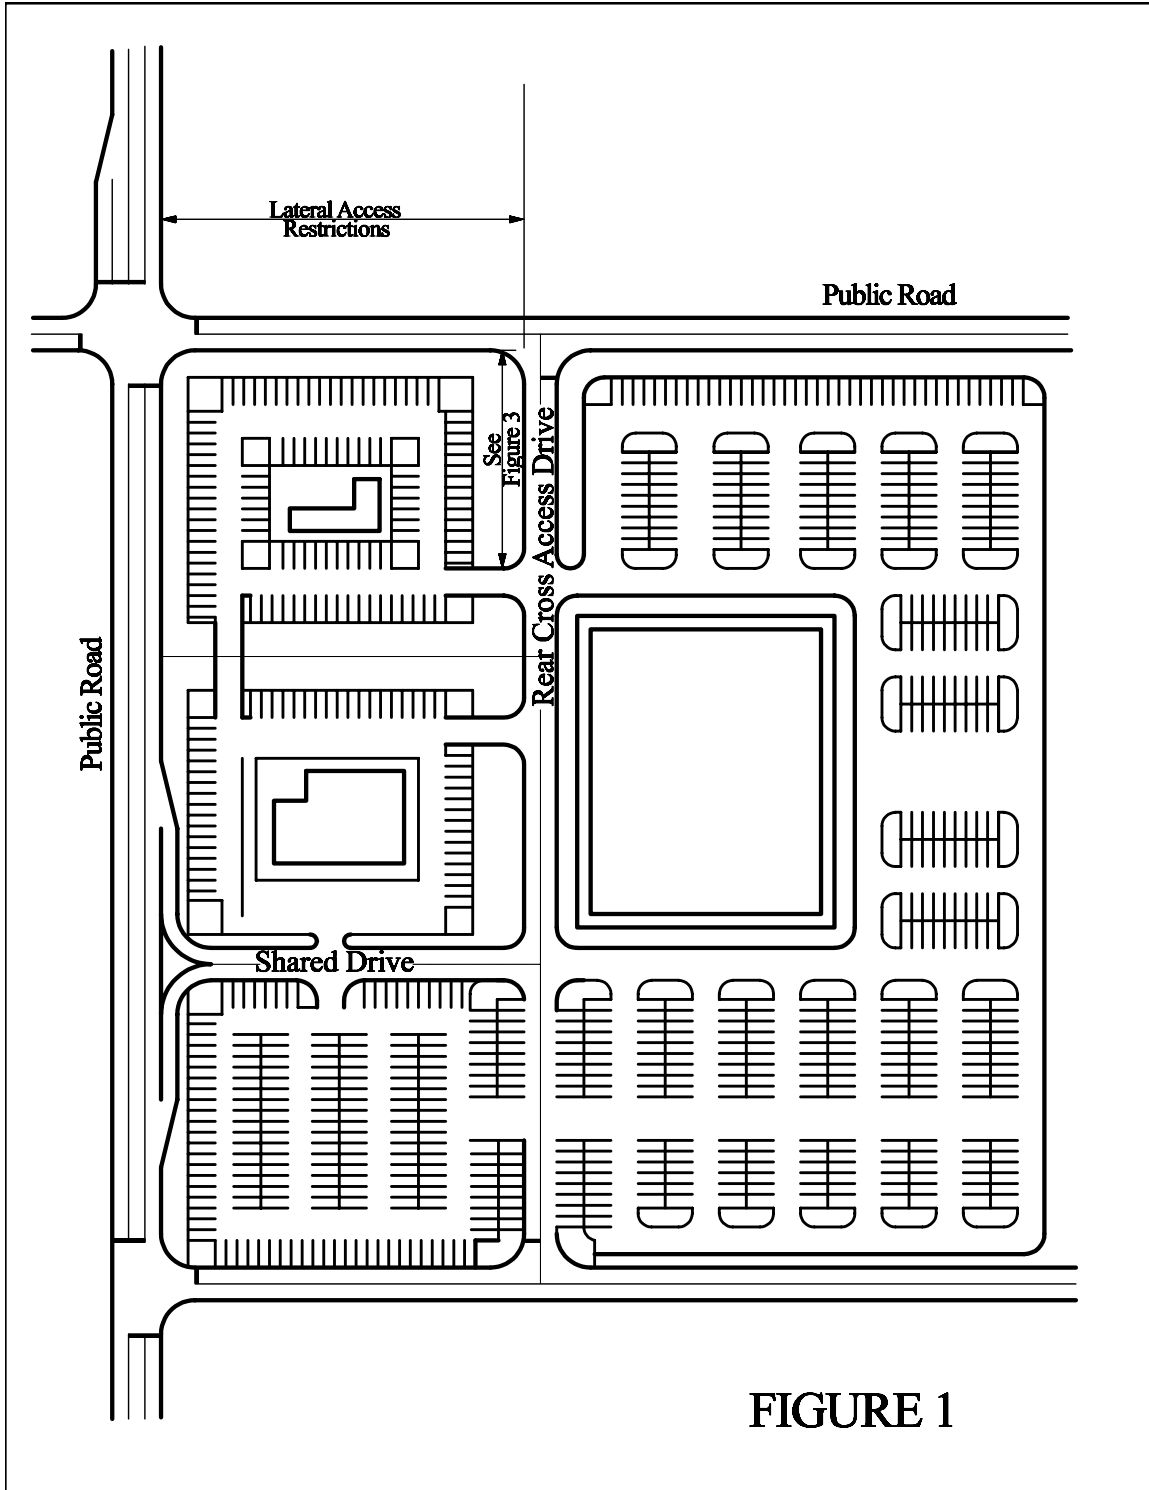 Lateral Access
Restrictions
Public Road
See
Figure 3
Rear Cross Access Drive
Public Road
Shared Drive
FIGURE 1